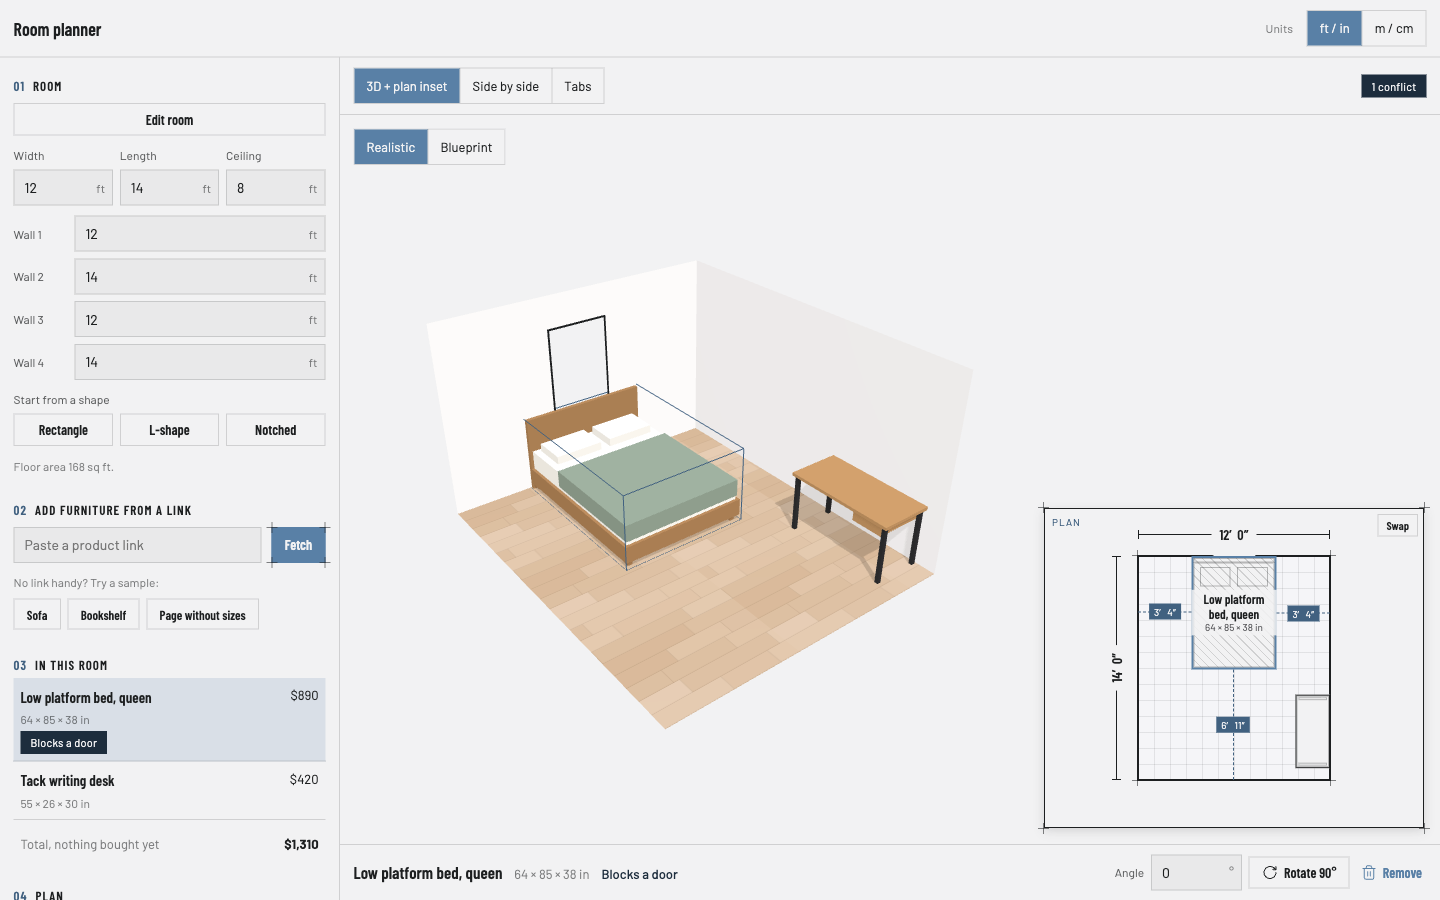 Room planner
Units
ft / in
m / cm
01 ROOM
Edit room
Width
Length
Ceiling
12 ft
14 ft
8 ft
Wall 1
12 ft
Wall 2
14 ft
Wall 3
12 ft
Wall 4
14 ft
Start from a shape
Rectangle
L-shape
Notched
Floor area 168 sq ft.
02 ADD FURNITURE FROM A LINK
Paste a product link
Fetch
No link handy? Try a sample:
Sofa
Bookshelf
Page without sizes
03 IN THIS ROOM
Low platform bed, queen
$890
64 × 85 × 38 in
Blocks a door
Tack writing desk
$420
55 × 26 × 30 in
Total, nothing bought yet
$1,310
04 PLAN
3D + plan inset
Side by side
Tabs
1 conflict
Realistic
Blueprint
PLAN
Swap
12′ 0″
14′ 0″
Low platform
bed, queen
64 × 85 × 38 in
3′ 4″
3′ 4″
6′ 11″
Low platform bed, queen
64 × 85 × 38 in
Blocks a door
Angle
0 °
Rotate 90°
Remove